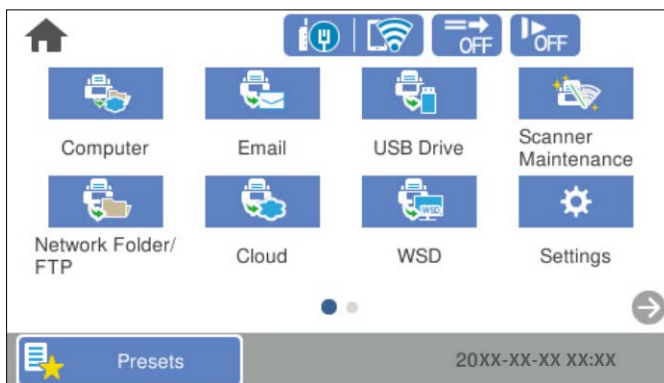 OFF
OFF
Computer
Email
USB Drive
Scanner
Maintenance
Network Folder/
FTP
Cloud
WSD
WSD
Settings
Presets
20XX-XX-XX XX:XX